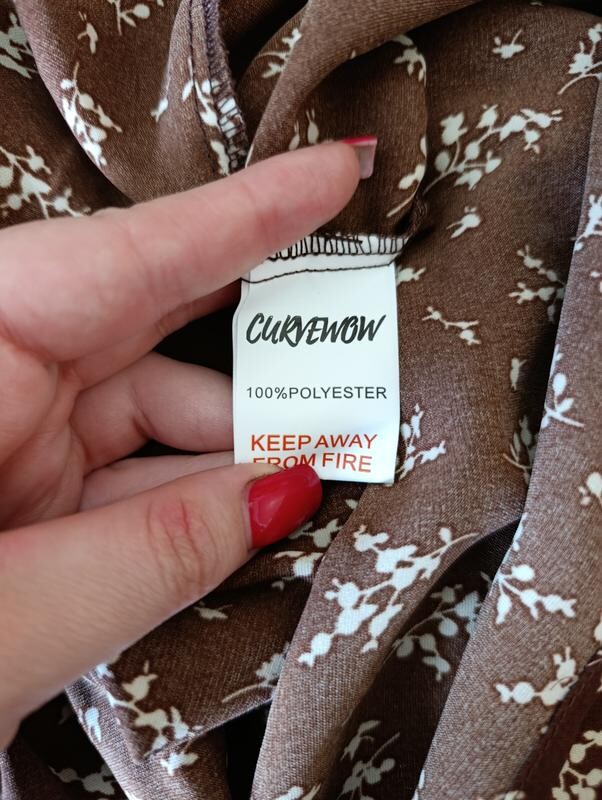 CURVEWOW
100%POLYESTER
KEEP AWAY
FROM FIRE